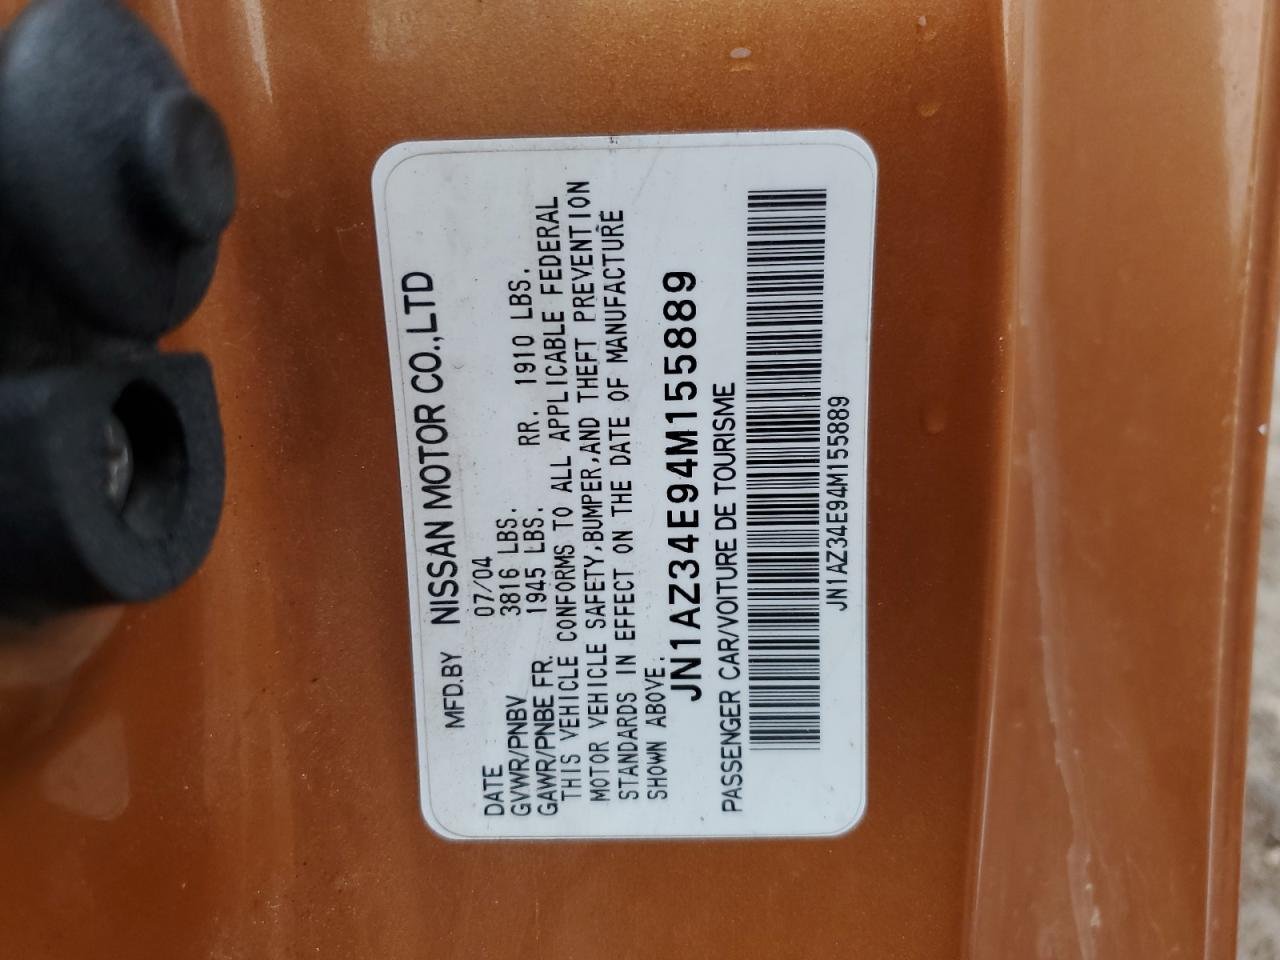 MFD.BY NISSAN MOTOR CO.,LTD
DATE 07/04
GVWR/PNBV 3816 LBS.
GAWR/PNBE FR. 1945 LBS. RR. 1910 LBS.
THIS VEHICLE CONFORMS TO ALL APPLICABLE FEDERAL
MOTOR VEHICLE SAFETY,BUMPER,AND THEFT PREVENTION
STANDARDS IN EFFECT ON THE DATE OF MANUFACTURE
SHOWN ABOVE.
JN1AZ34E94M155889
PASSENGER CAR/VOITURE DE TOURISME
JN1AZ34E94M155889